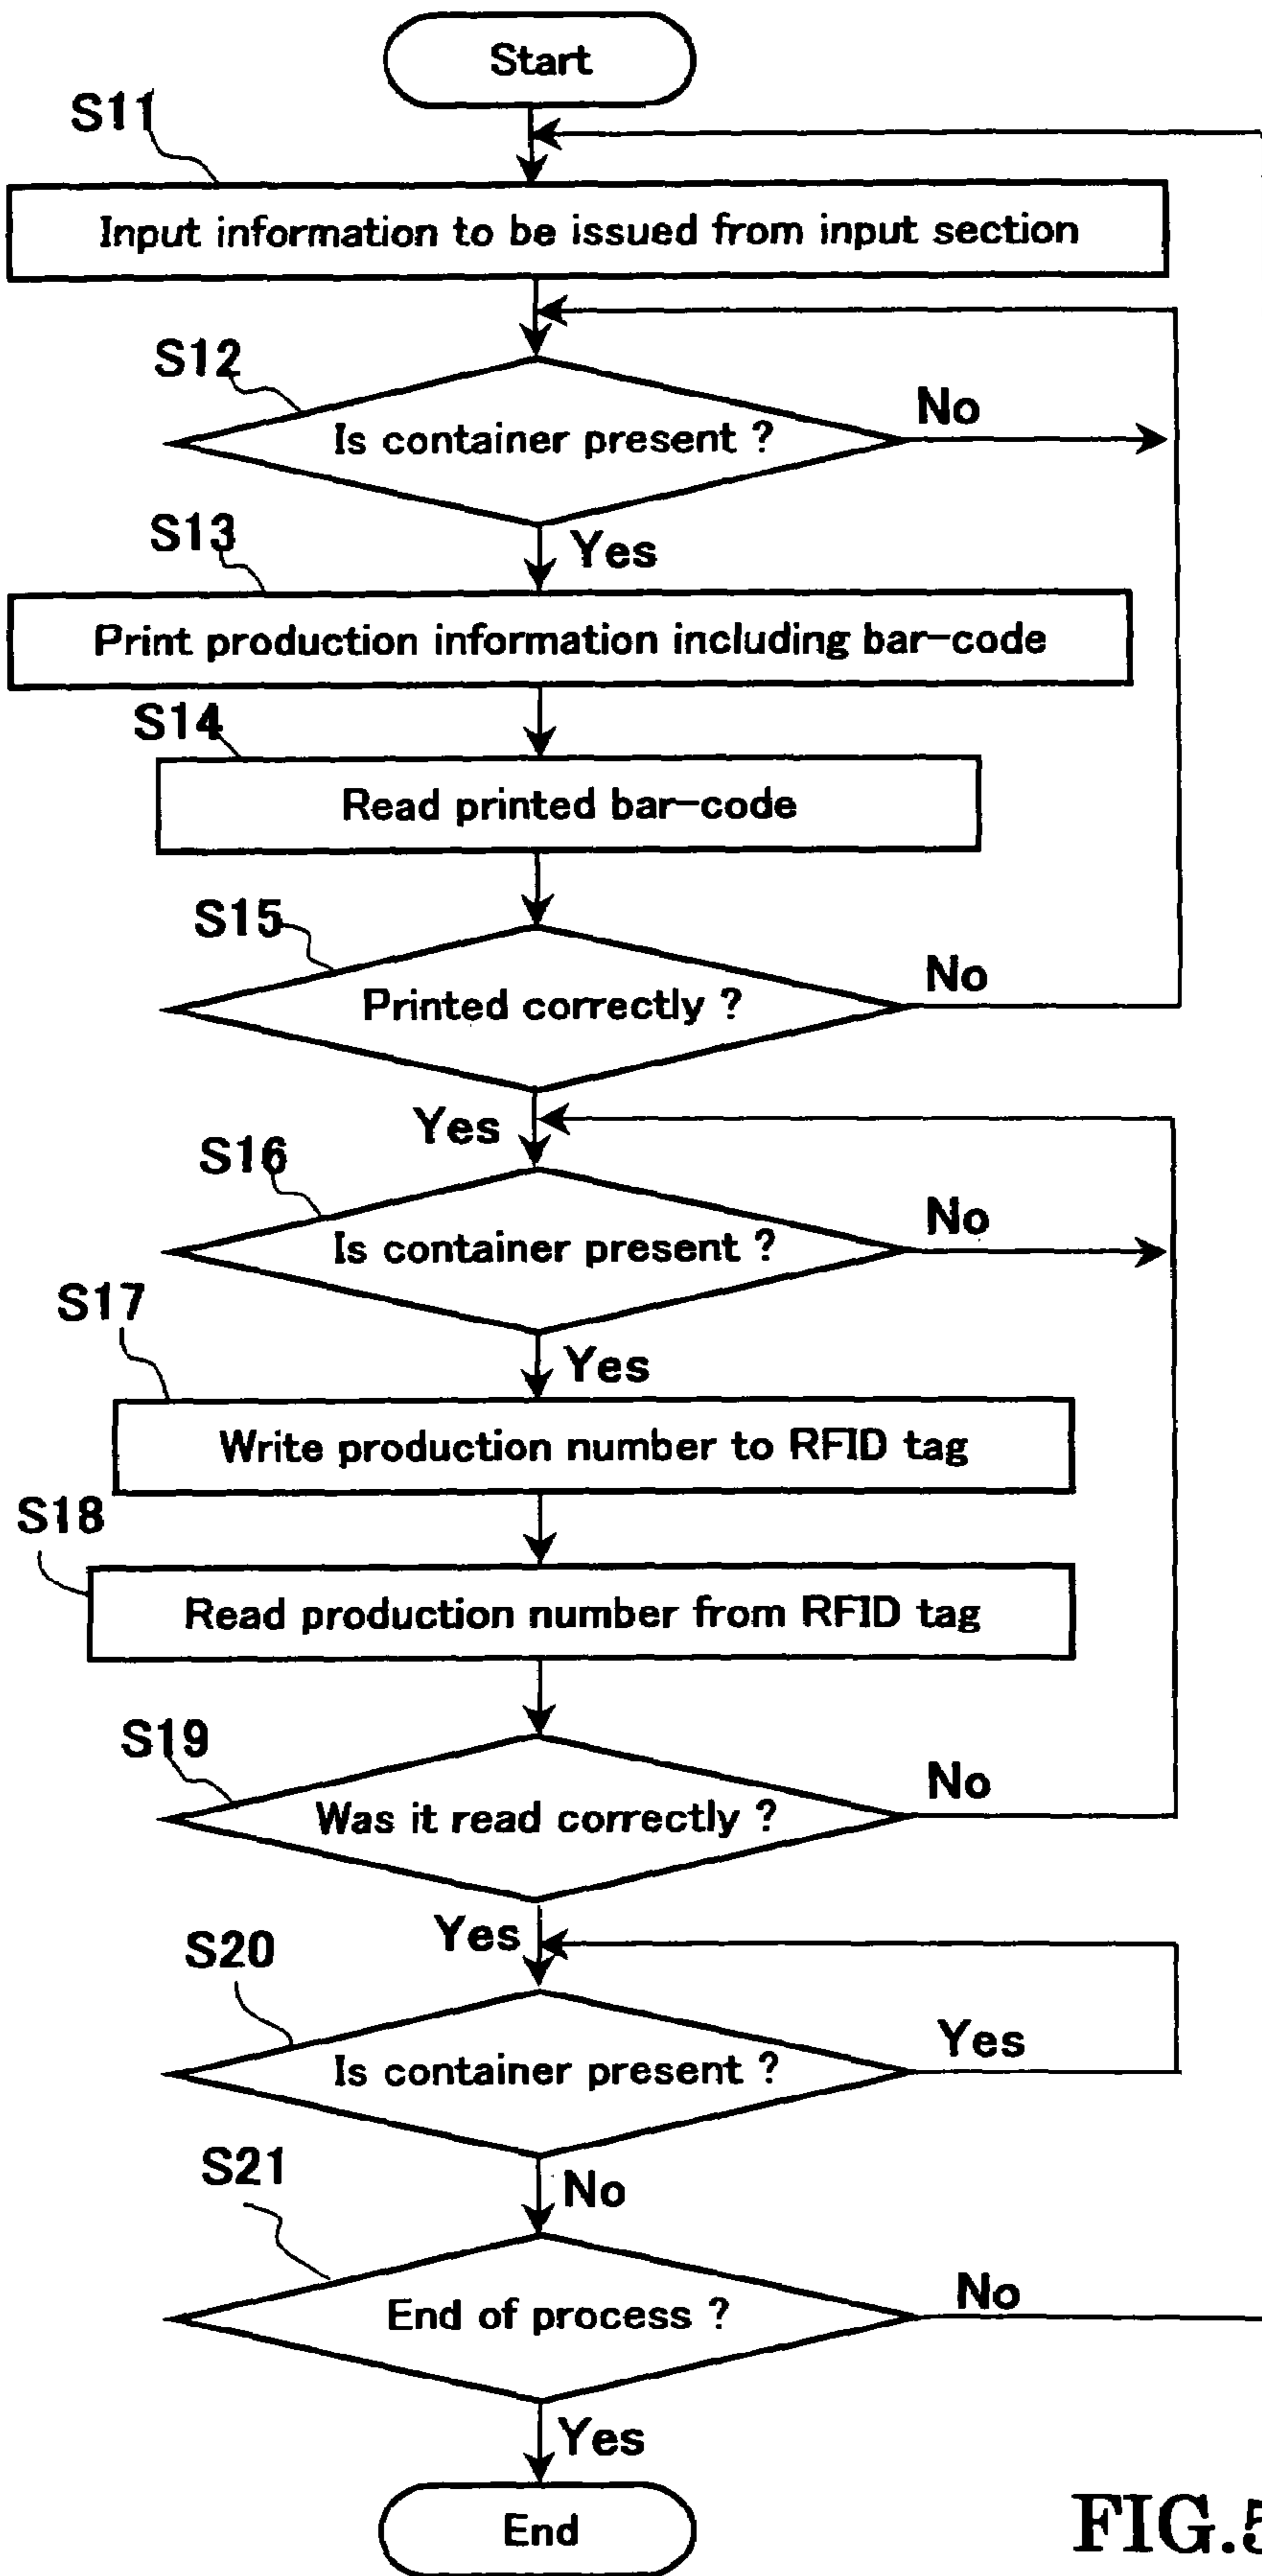 Start
S11
Input information to be issued from input section
S12
Is container present ?
No
S13
Yes
Print production information including bar-code
S14
Read printed bar-code
S15
Printed correctly ?
No
Yes
S16
Is container present ?
No
S17
Yes
Write production number to RFID tag
S18
Read production number from RFID tag
S19
Was it read correctly ?
No
Yes
S20
Is container present ?
Yes
S21
No
End of process ?
No
Yes
End
FIG.5